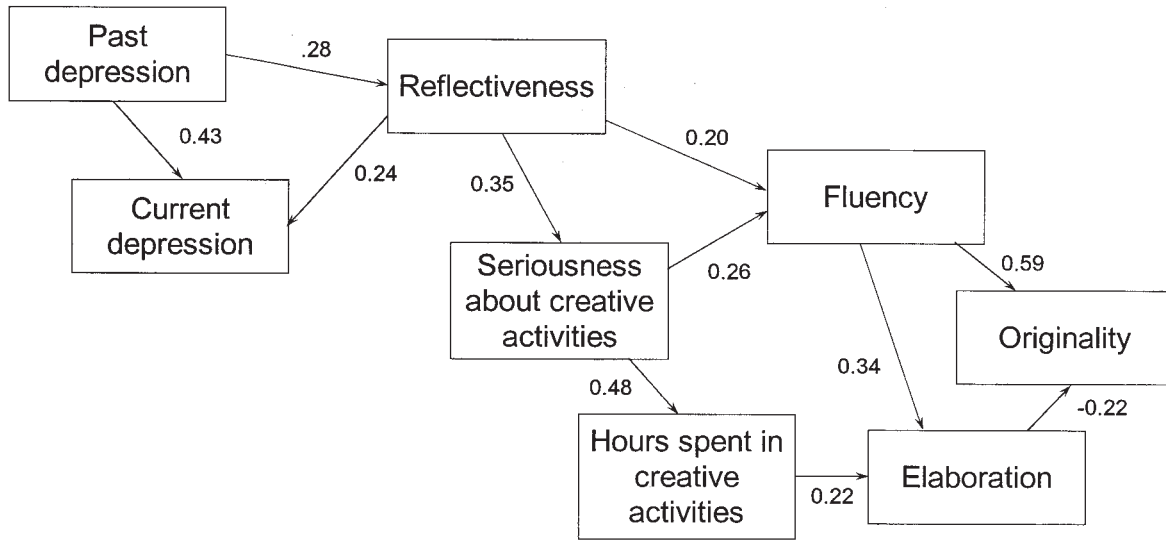 Past
depression
.28
Reflectiveness
0.43
0.24
0.35
0.20
Current
depression
Fluency
Seriousness
about creative
activities
0.26
0.59
Originality
0.48
0.34
-0.22
Hours spent in
creative
activities
0.22
Elaboration